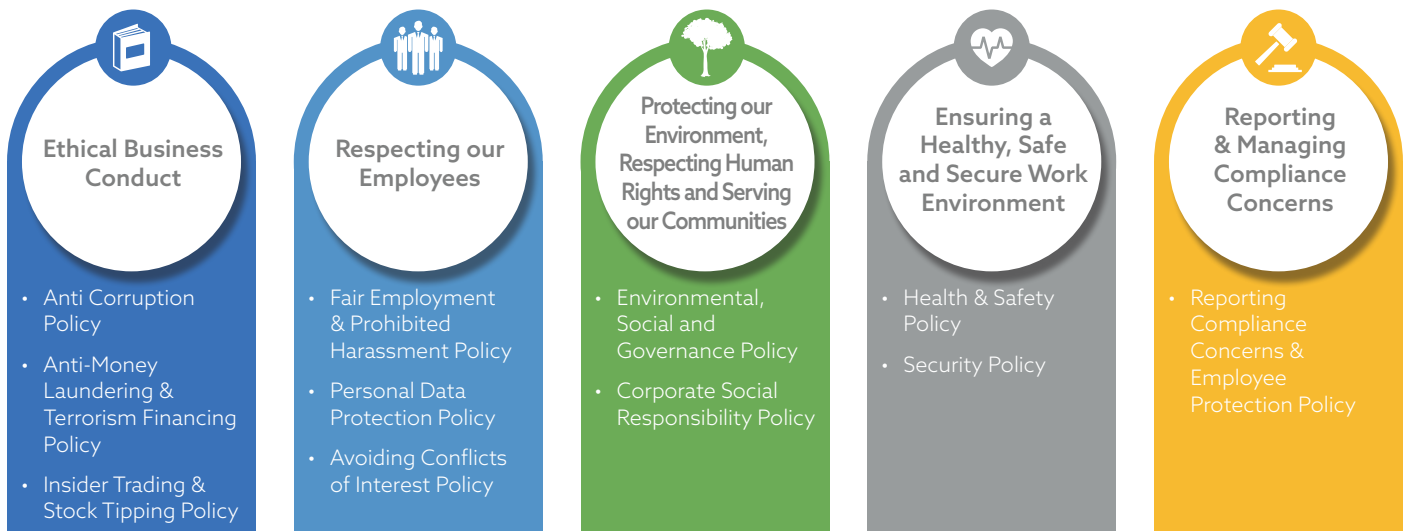 Ethical Business
Conduct
• Anti Corruption
Policy
• Anti-Money
Laundering &
Terrorism Financing
Policy
• Insider Trading &
Stock Tipping Policy
Respecting our
Employees
• Fair Employment
& Prohibited
Harassment Policy
• Personal Data
Protection Policy
• Avoiding Conflicts
of Interest Policy
Protecting our
Environment,
Respecting Human
Rights and Serving
our Communities
• Environmental,
Social and
Governance Policy
• Corporate Social
Responsibility Policy
Ensuring a
Healthy, Safe
and Secure Work
Environment
• Health & Safety
Policy
• Security Policy
Reporting
& Managing
Compliance
Concerns
• Reporting
Compliance
Concerns &
Employee
Protection Policy